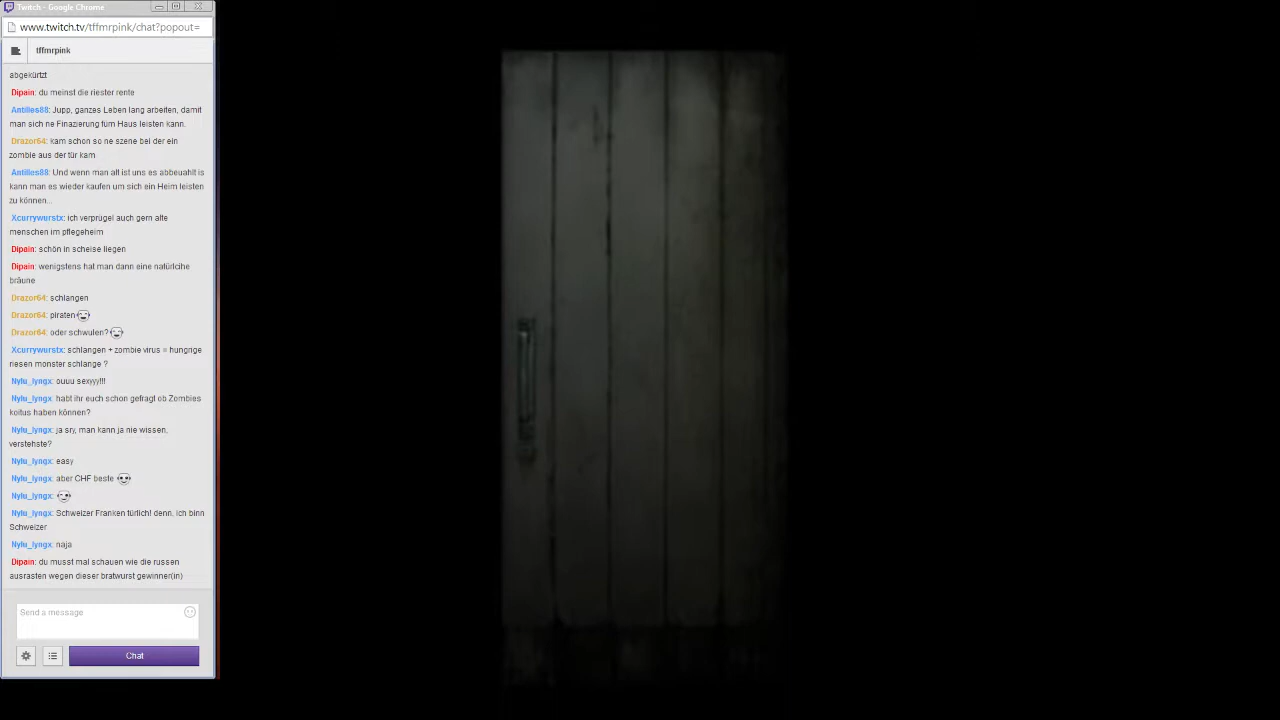 Twitch - Google Chrome
www.twitch.tv/tffmrpink/chat?popout=
tffmrpink
abgekürtzt
Dipain: du meinst die riester rente
Antilles88: Jupp, ganzes Leben lang arbeiten, damit
man sich ne Finazierung fürn Haus leisten kann.
Drazor64: kam schon so ne szene bei der ein
zombie aus der tür kam
Antilles88: Und wenn man alt ist uns es abbeuahlt is
kann man es wieder kaufen um sich ein Heim leisten
zu können...
Xcurrywurstx: ich verprügel auch gern alte
menschen im pflegeheim
Dipain: schön in scheise liegen
Dipain: wenigstens hat man dann eine natürlcihe
bräune
Drazor64: schlangen
Drazor64: piraten
Drazor64: oder schwulen?
Xcurrywurstx: schlangen + zombie virus = hungrige
riesen monster schlange ?
Nylu_lyngx: ouuu sexyyy!!!
Nylu_lyngx: habt ihr euch schon gefragt ob Zombies
koitus haben können?
Nylu_lyngx: ja sry, man kann ja nie wissen,
verstehste?
Nylu_lyngx: easy
Nylu_lyngx: aber CHF beste
Nylu_lyngx:
Nylu_lyngx: Schweizer Franken türlich! denn, ich binn
Schweizer
Nylu_lyngx: naja
Dipain: du musst mal schauen wie die russen
ausrasten wegen dieser bratwurst gewinner(in)
Send a message
Chat